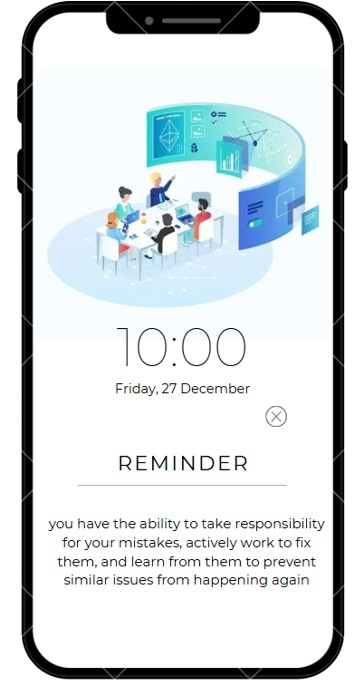 10:00
Friday, 27 December
REMINDER
you have the ability to take responsibility
for your mistakes, actively work to fix
them, and learn from them to prevent
similar issues from happening again